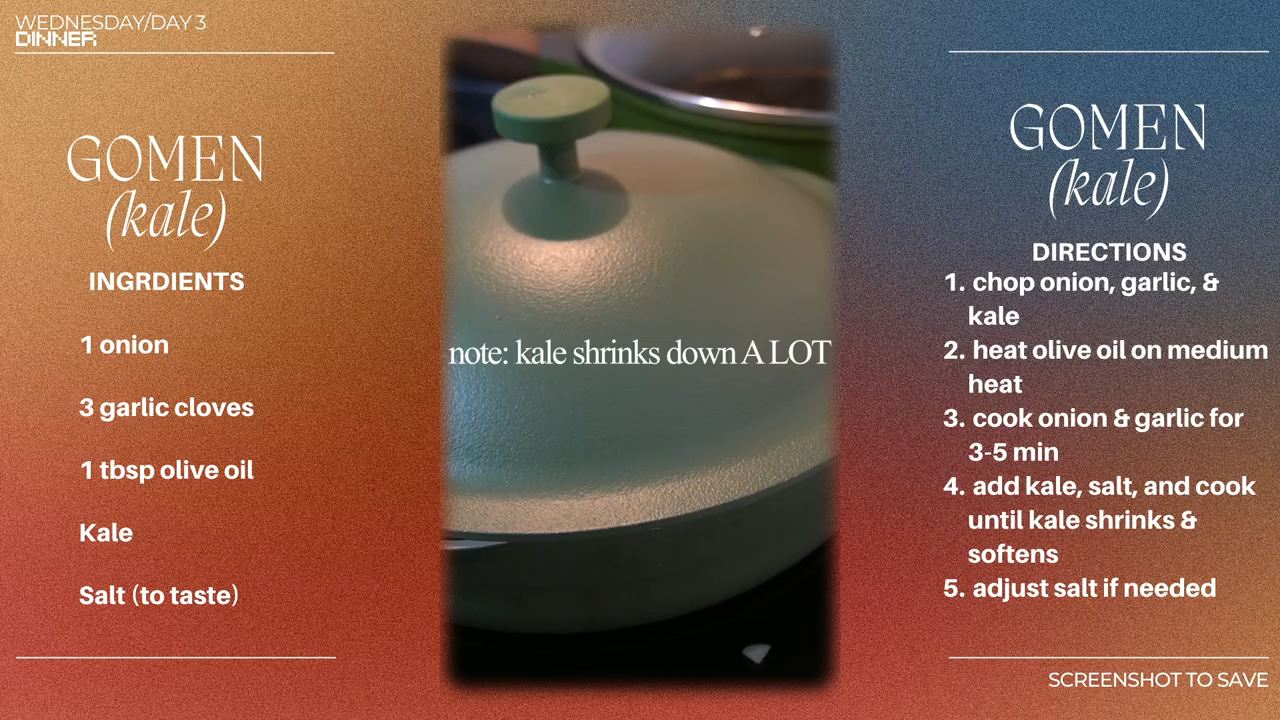 WEDNESDAY/DAY 3
DINNER
GOMEN
(kale)
INGRDIENTS
1 onion
3 garlic cloves
1 tbsp olive oil
Kale
Salt (to taste)
note: kale shrinks down A LOT
GOMEN
(kale)
DIRECTIONS
1. chop onion, garlic, &
kale
2. heat olive oil on medium
heat
3. cook onion & garlic for
3-5 min
4. add kale, salt, and cook
until kale shrinks &
softens
5. adjust salt if needed
SCREENSHOT TO SAVE